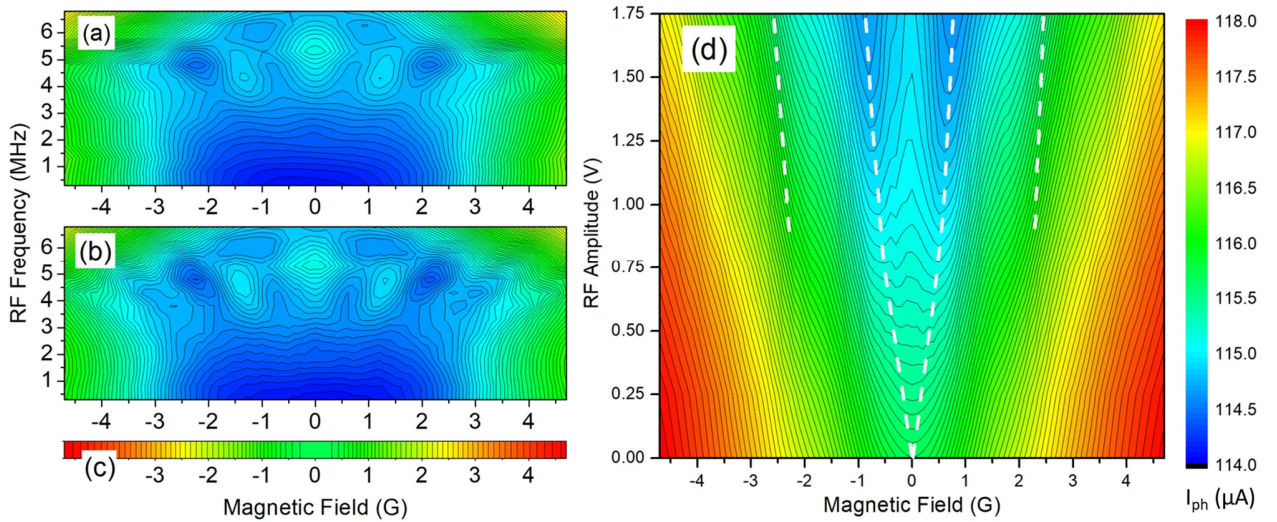 (a)
6
5
4
3
2
1
-4 -3 -2 -1 0 1 2 3 4
(b)
6
5
4
3
2
1
-4 -3 -2 -1 0 1 2 3 4
RF Frequency (MHz)
(c)
-4 -3 -2 -1 0 1 2 3 4
Magnetic Field (G)
(d)
1.75
1.50
1.25
1.00
0.75
0.50
0.25
0.00
RF Amplitude (V)
-4 -3 -2 -1 0 1 2 3 4
Magnetic Field (G)
118.0
117.5
117.0
116.5
116.0
115.5
115.0
114.5
114.0
Iph (μA)